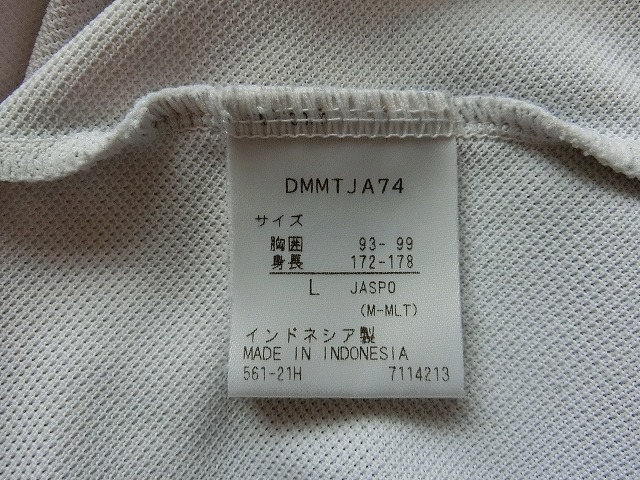 DMMTJA74
サイズ
胸囲 93- 99
身長 172-178
L JASPO
(M-MLT)
インドネシア製
MADE IN INDONESIA
561-21H 7114213